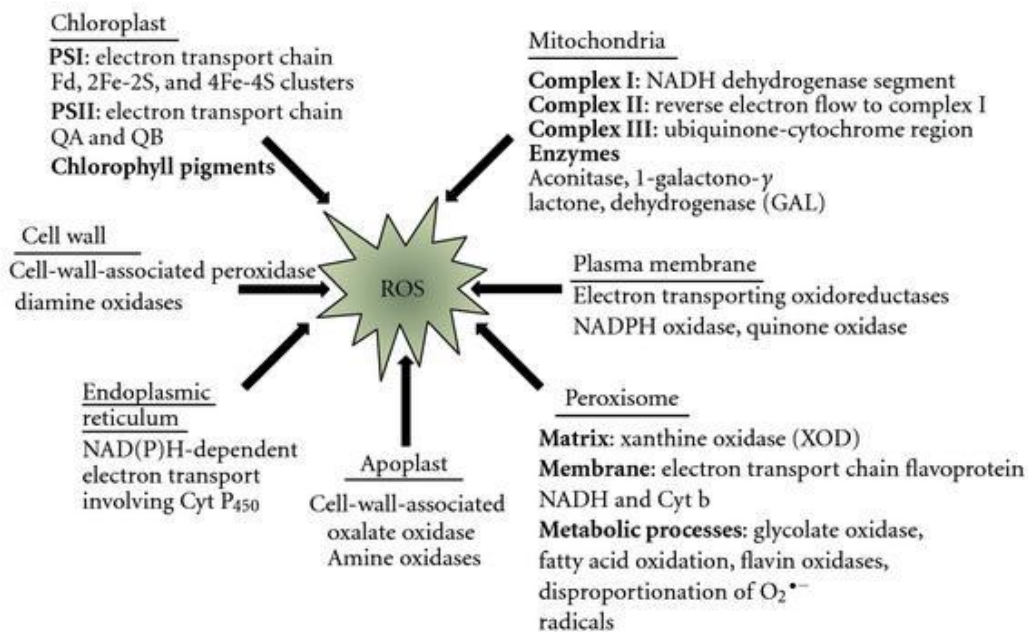 Chloroplast
PSI: electron transport chain
Fd, 2Fe-2S, and 4Fe-4S clusters
PSII: electron transport chain
QA and QB
Chlorophyll pigments
Mitochondria
Complex I: NADH dehydrogenase segment
Complex II: reverse electron flow to complex I
Complex III: ubiquinone-cytochrome region
Enzymes
Aconitase, 1-galactono-γ
lactone, dehydrogenase (GAL)
Cell wall
Cell-wall-associated peroxidase
diamine oxidases
ROS
Plasma membrane
Electron transporting oxidoreductases
NADPH oxidase, quinone oxidase
Endoplasmic
reticulum
NAD(P)H-dependent
electron transport
involving Cyt P₄₅₀
Apoplast
Cell-wall-associated
oxalate oxidase
Amine oxidases
Peroxisome
Matrix: xanthine oxidase (XOD)
Membrane: electron transport chain flavoprotein
NADH and Cyt b
Metabolic processes: glycolate oxidase,
fatty acid oxidation, flavin oxidases,
disproportionation of O₂•⁻
radicals